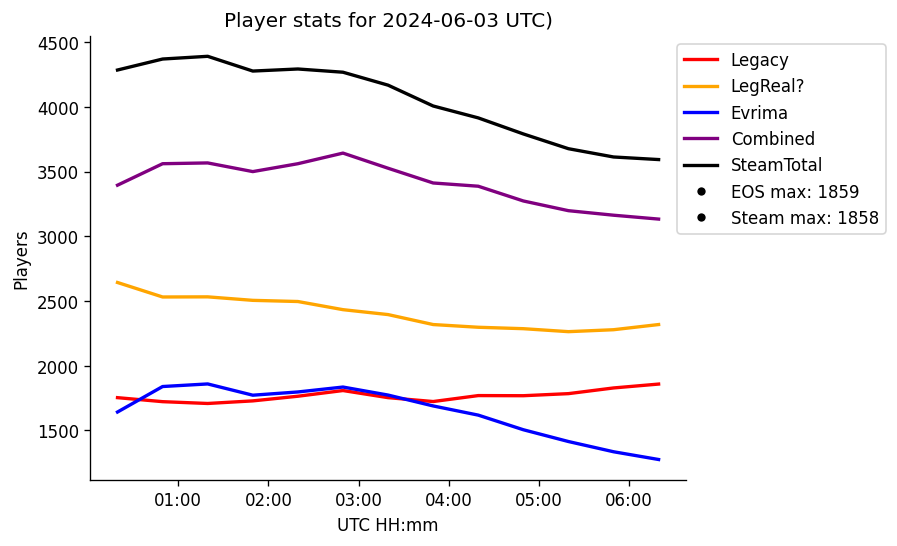 Player stats for 2024-06-03 UTC)
4500
4000
3500
3000
2500
2000
1500
Players
01:00 02:00 03:00 04:00 05:00 06:00
UTC HH:mm
Legacy
LegReal?
Evrima
Combined
SteamTotal
EOS max: 1859
Steam max: 1858